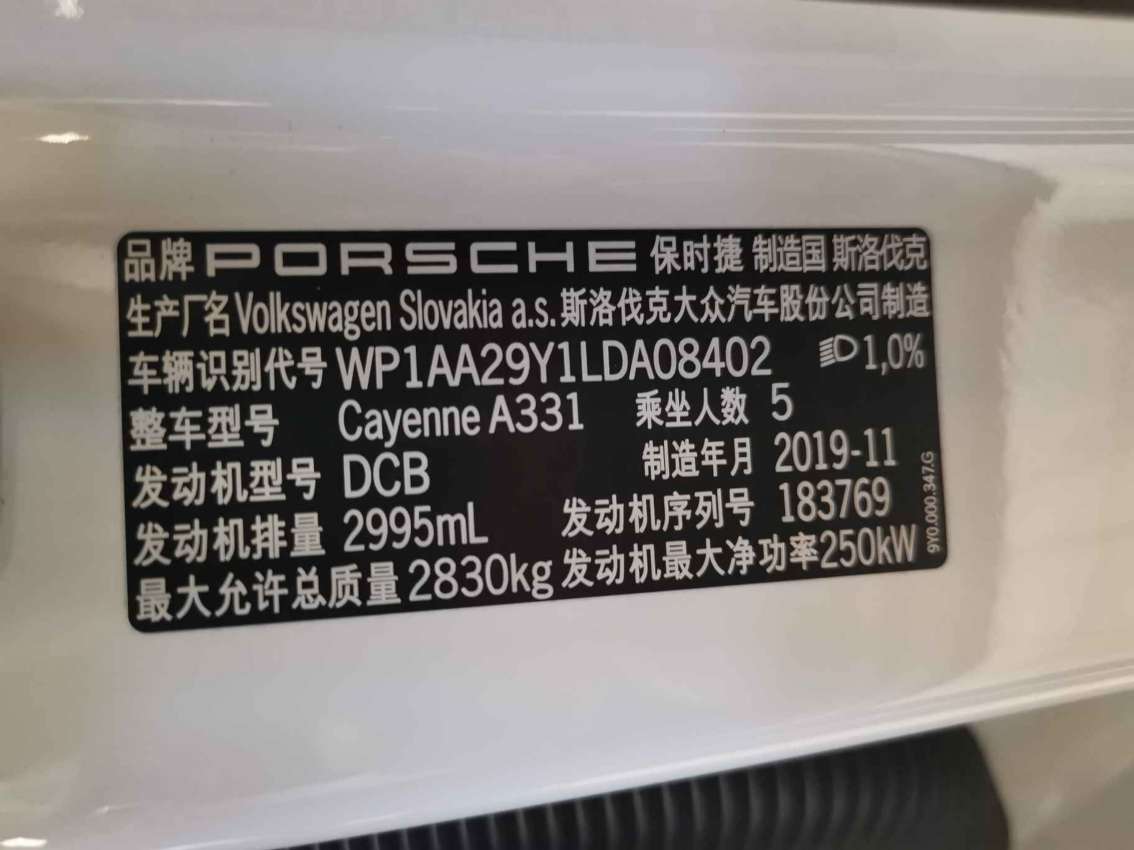 品牌 PORSCHE 保时捷 制造国 斯洛伐克
生产厂名 Volkswagen Slovakia a.s. 斯洛伐克大众汽车股份公司制造
车辆识别代号 WP1AA29Y1LDA08402 1,0%
整车型号 Cayenne A331 乘坐人数 5
发动机型号 DCB 制造年月 2019-11
发动机排量 2995mL 发动机序列号 183769
最大允许总质量 2830kg 发动机最大净功率 250kW
9Y0.000.347.G